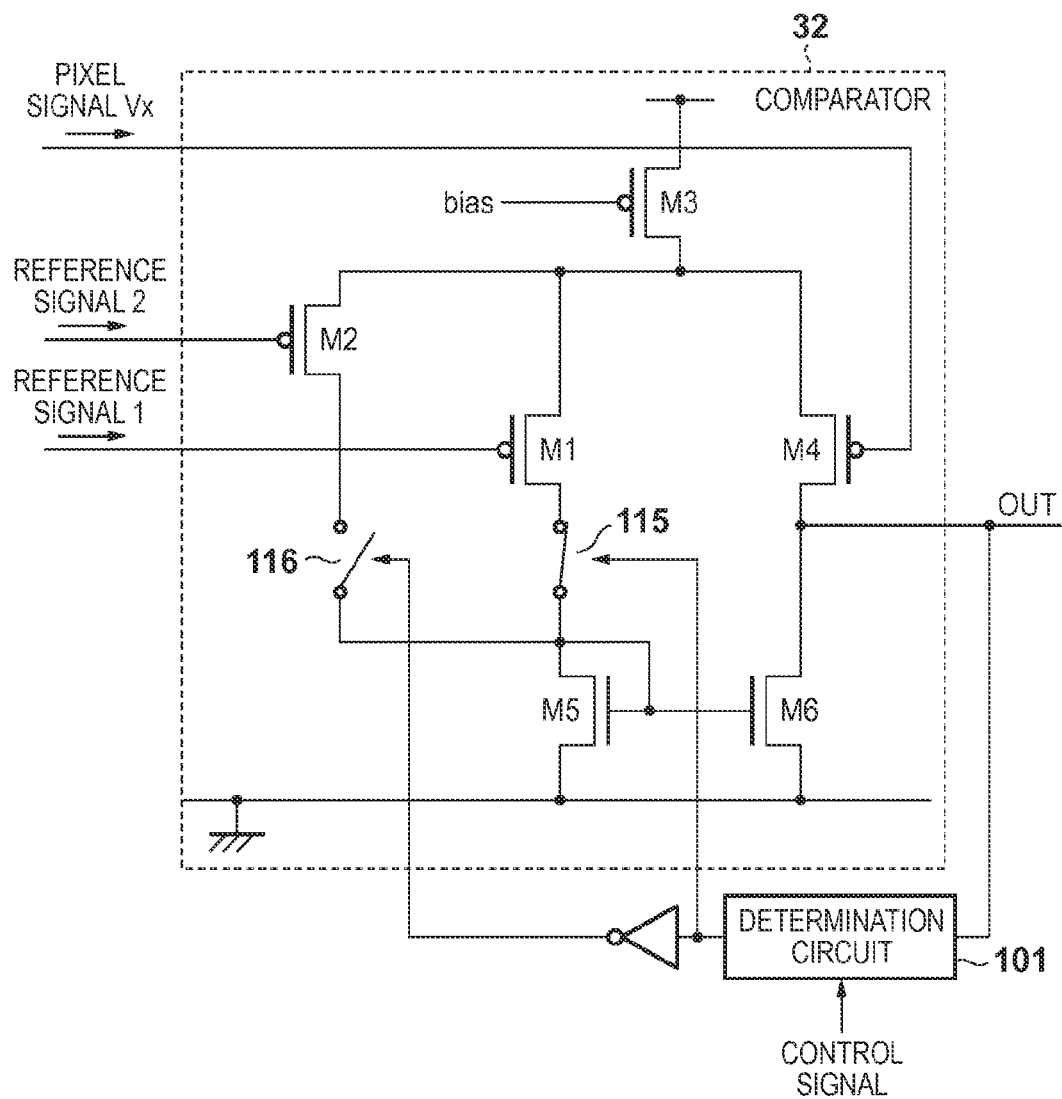 32
PIXEL
SIGNAL Vx
COMPARATOR
bias
M3
REFERENCE
SIGNAL 2
M2
REFERENCE
SIGNAL 1
M1
M4
OUT
116
115
M5
M6
DETERMINATION
CIRCUIT
101
CONTROL
SIGNAL